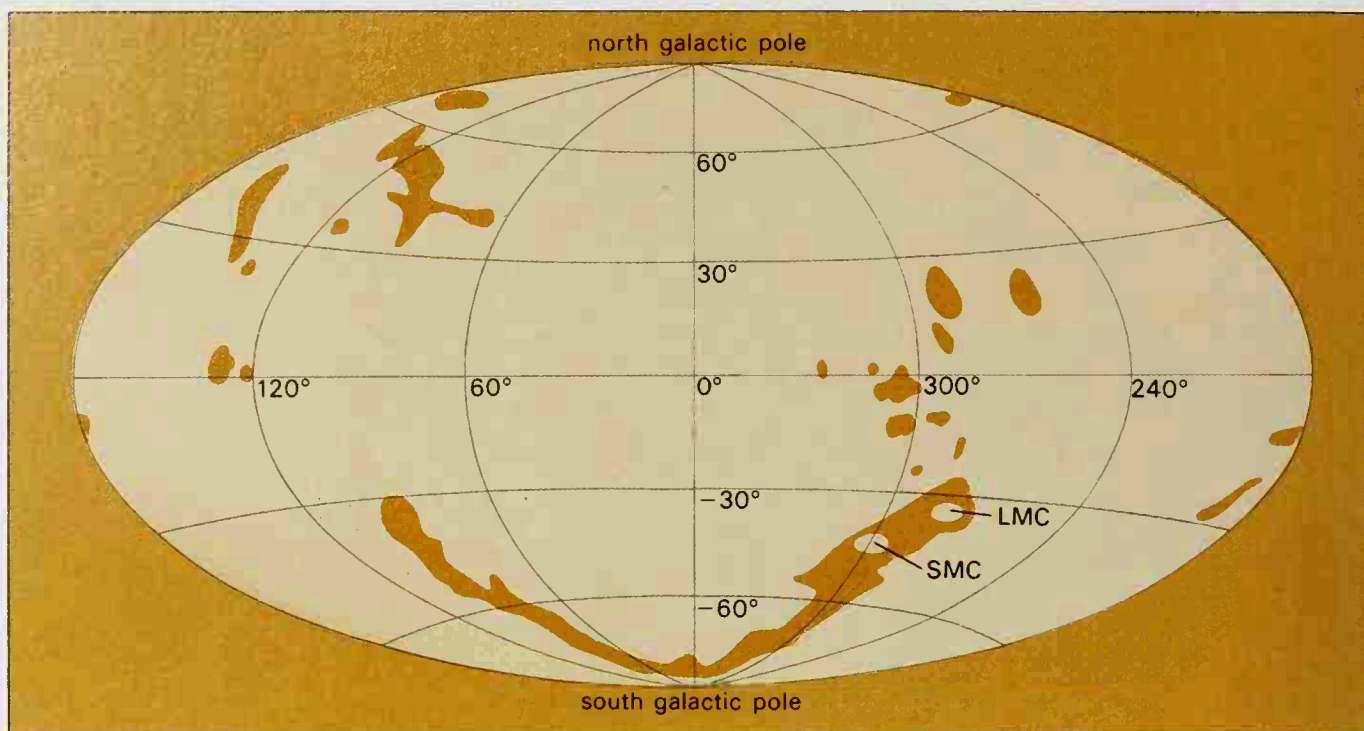 north galactic pole
60°
30°
120° 60° 0° 300° 240°
−30°
LMC
SMC
−60°
south galactic pole